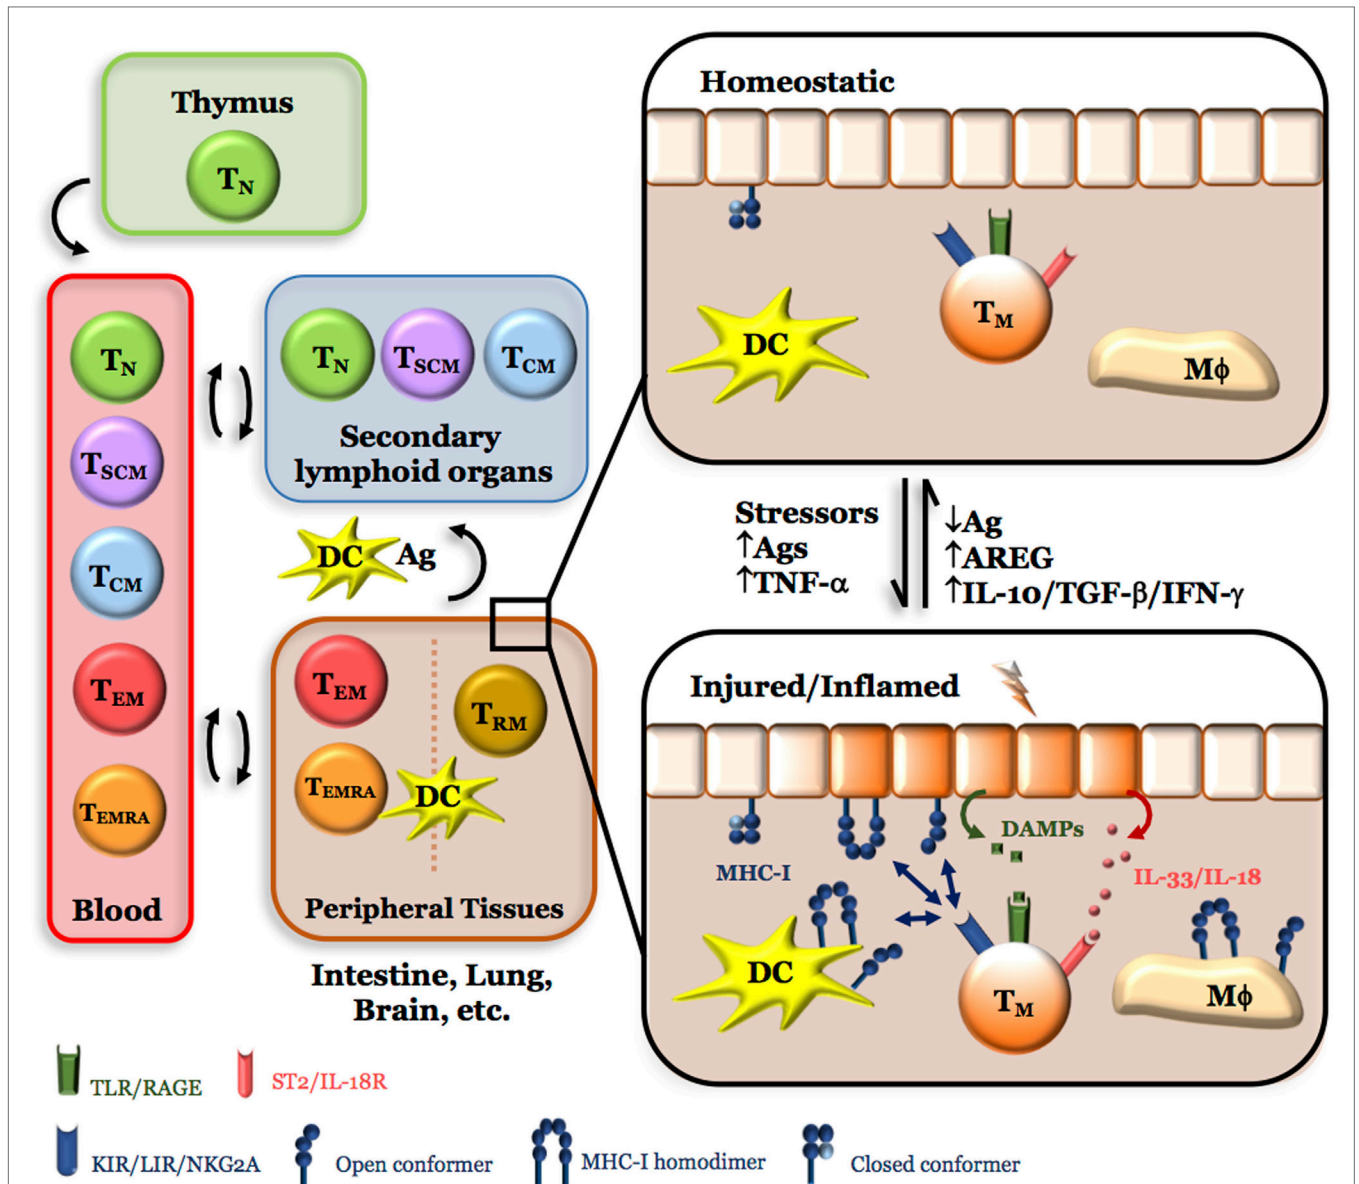 Thymus
TN
TN
TSCM
TCM
TEM
TEMRA
Blood
TN
TSCM
TCM
Secondary
lymphoid organs
DC
Ag
TEM
TRM
TEMRA
DC
Peripheral Tissues
Intestine, Lung,
Brain, etc.
Homeostatic
DC
TM
Mϕ
Stressors
↑Ags
↑TNF-α
↓Ag
↑AREG
↑IL-10/TGF-β/IFN-γ
Injured/Inflamed
MHC-I
DAMPs
IL-33/IL-18
DC
TM
Mϕ
TLR/RAGE
ST2/IL-18R
KIR/LIR/NKG2A
Open conformer
MHC-I homodimer
Closed conformer